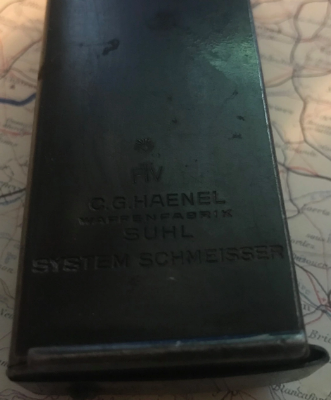 C.G.HAENEL
WAFFENFABRIK
SUHL
SYSTEM SCHMEISSER